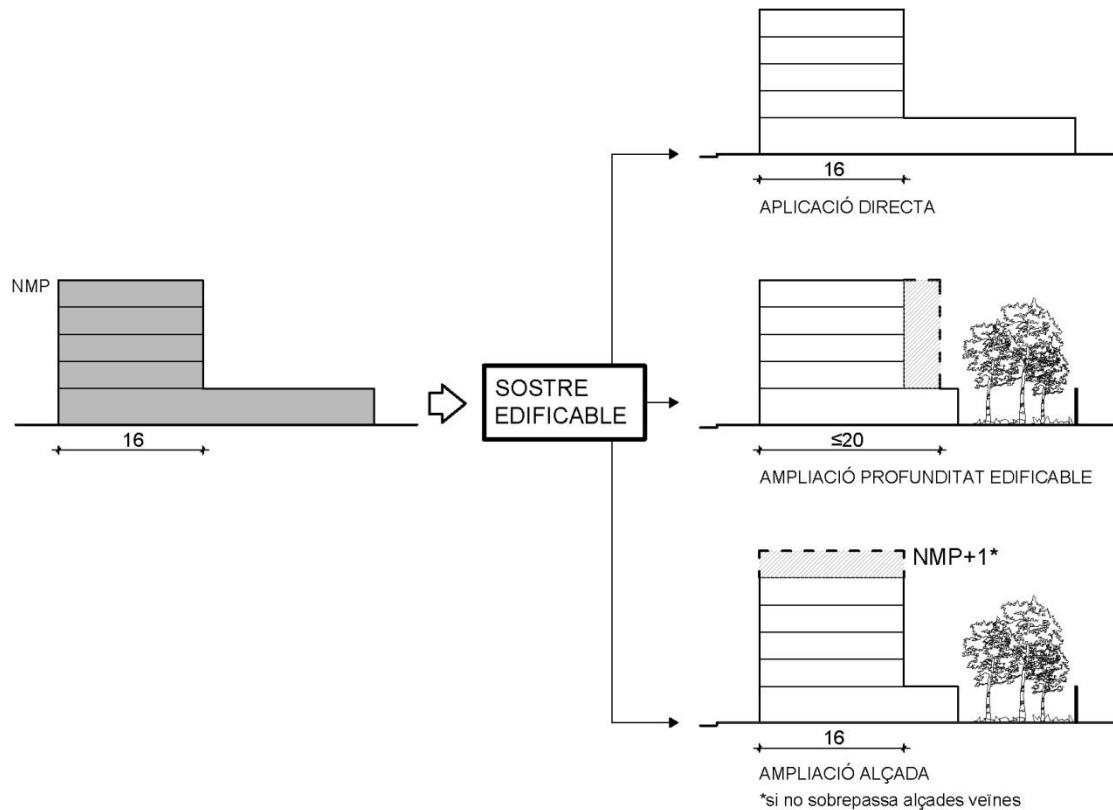 NMP
16
SOSTRE
EDIFICABLE
16
APLICACIÓ DIRECTA
≤20
AMPLIACIÓ PROFUNDITAT EDIFICABLE
NMP+1*
16
AMPLIACIÓ ALÇADA
*si no sobrepassa alçades veïnes